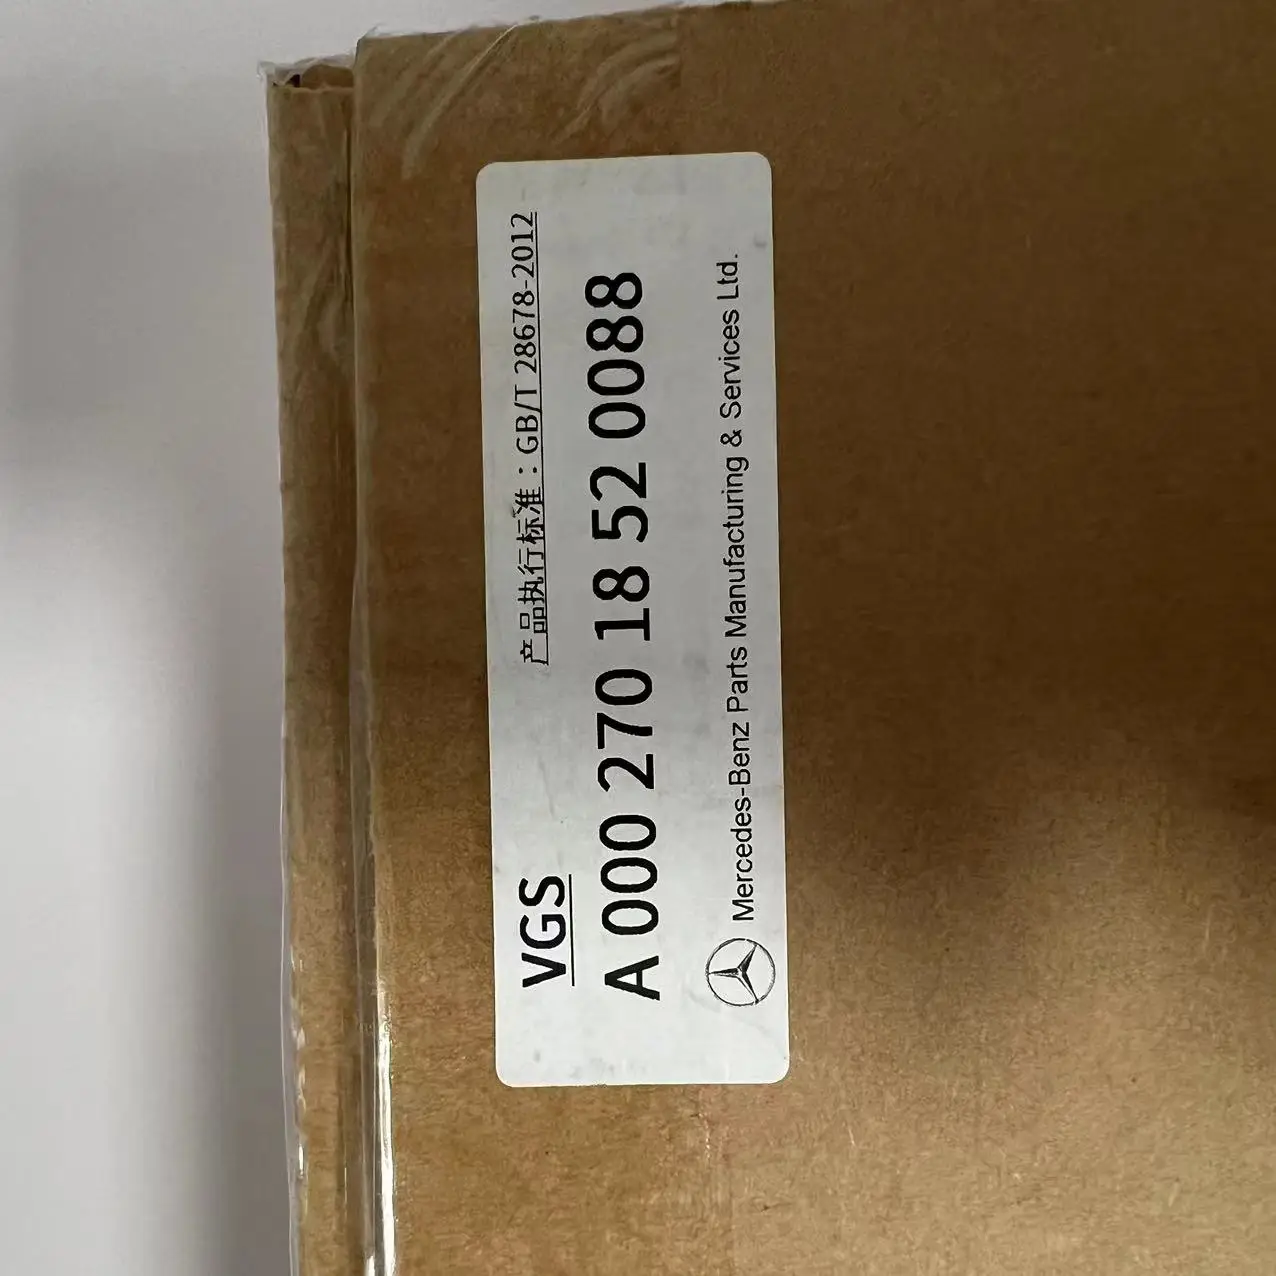 VGS 产品执行标准：GB/T 28678-2012
A 000 270 18 52 0088
Mercedes-Benz Parts Manufacturing & Services Ltd.